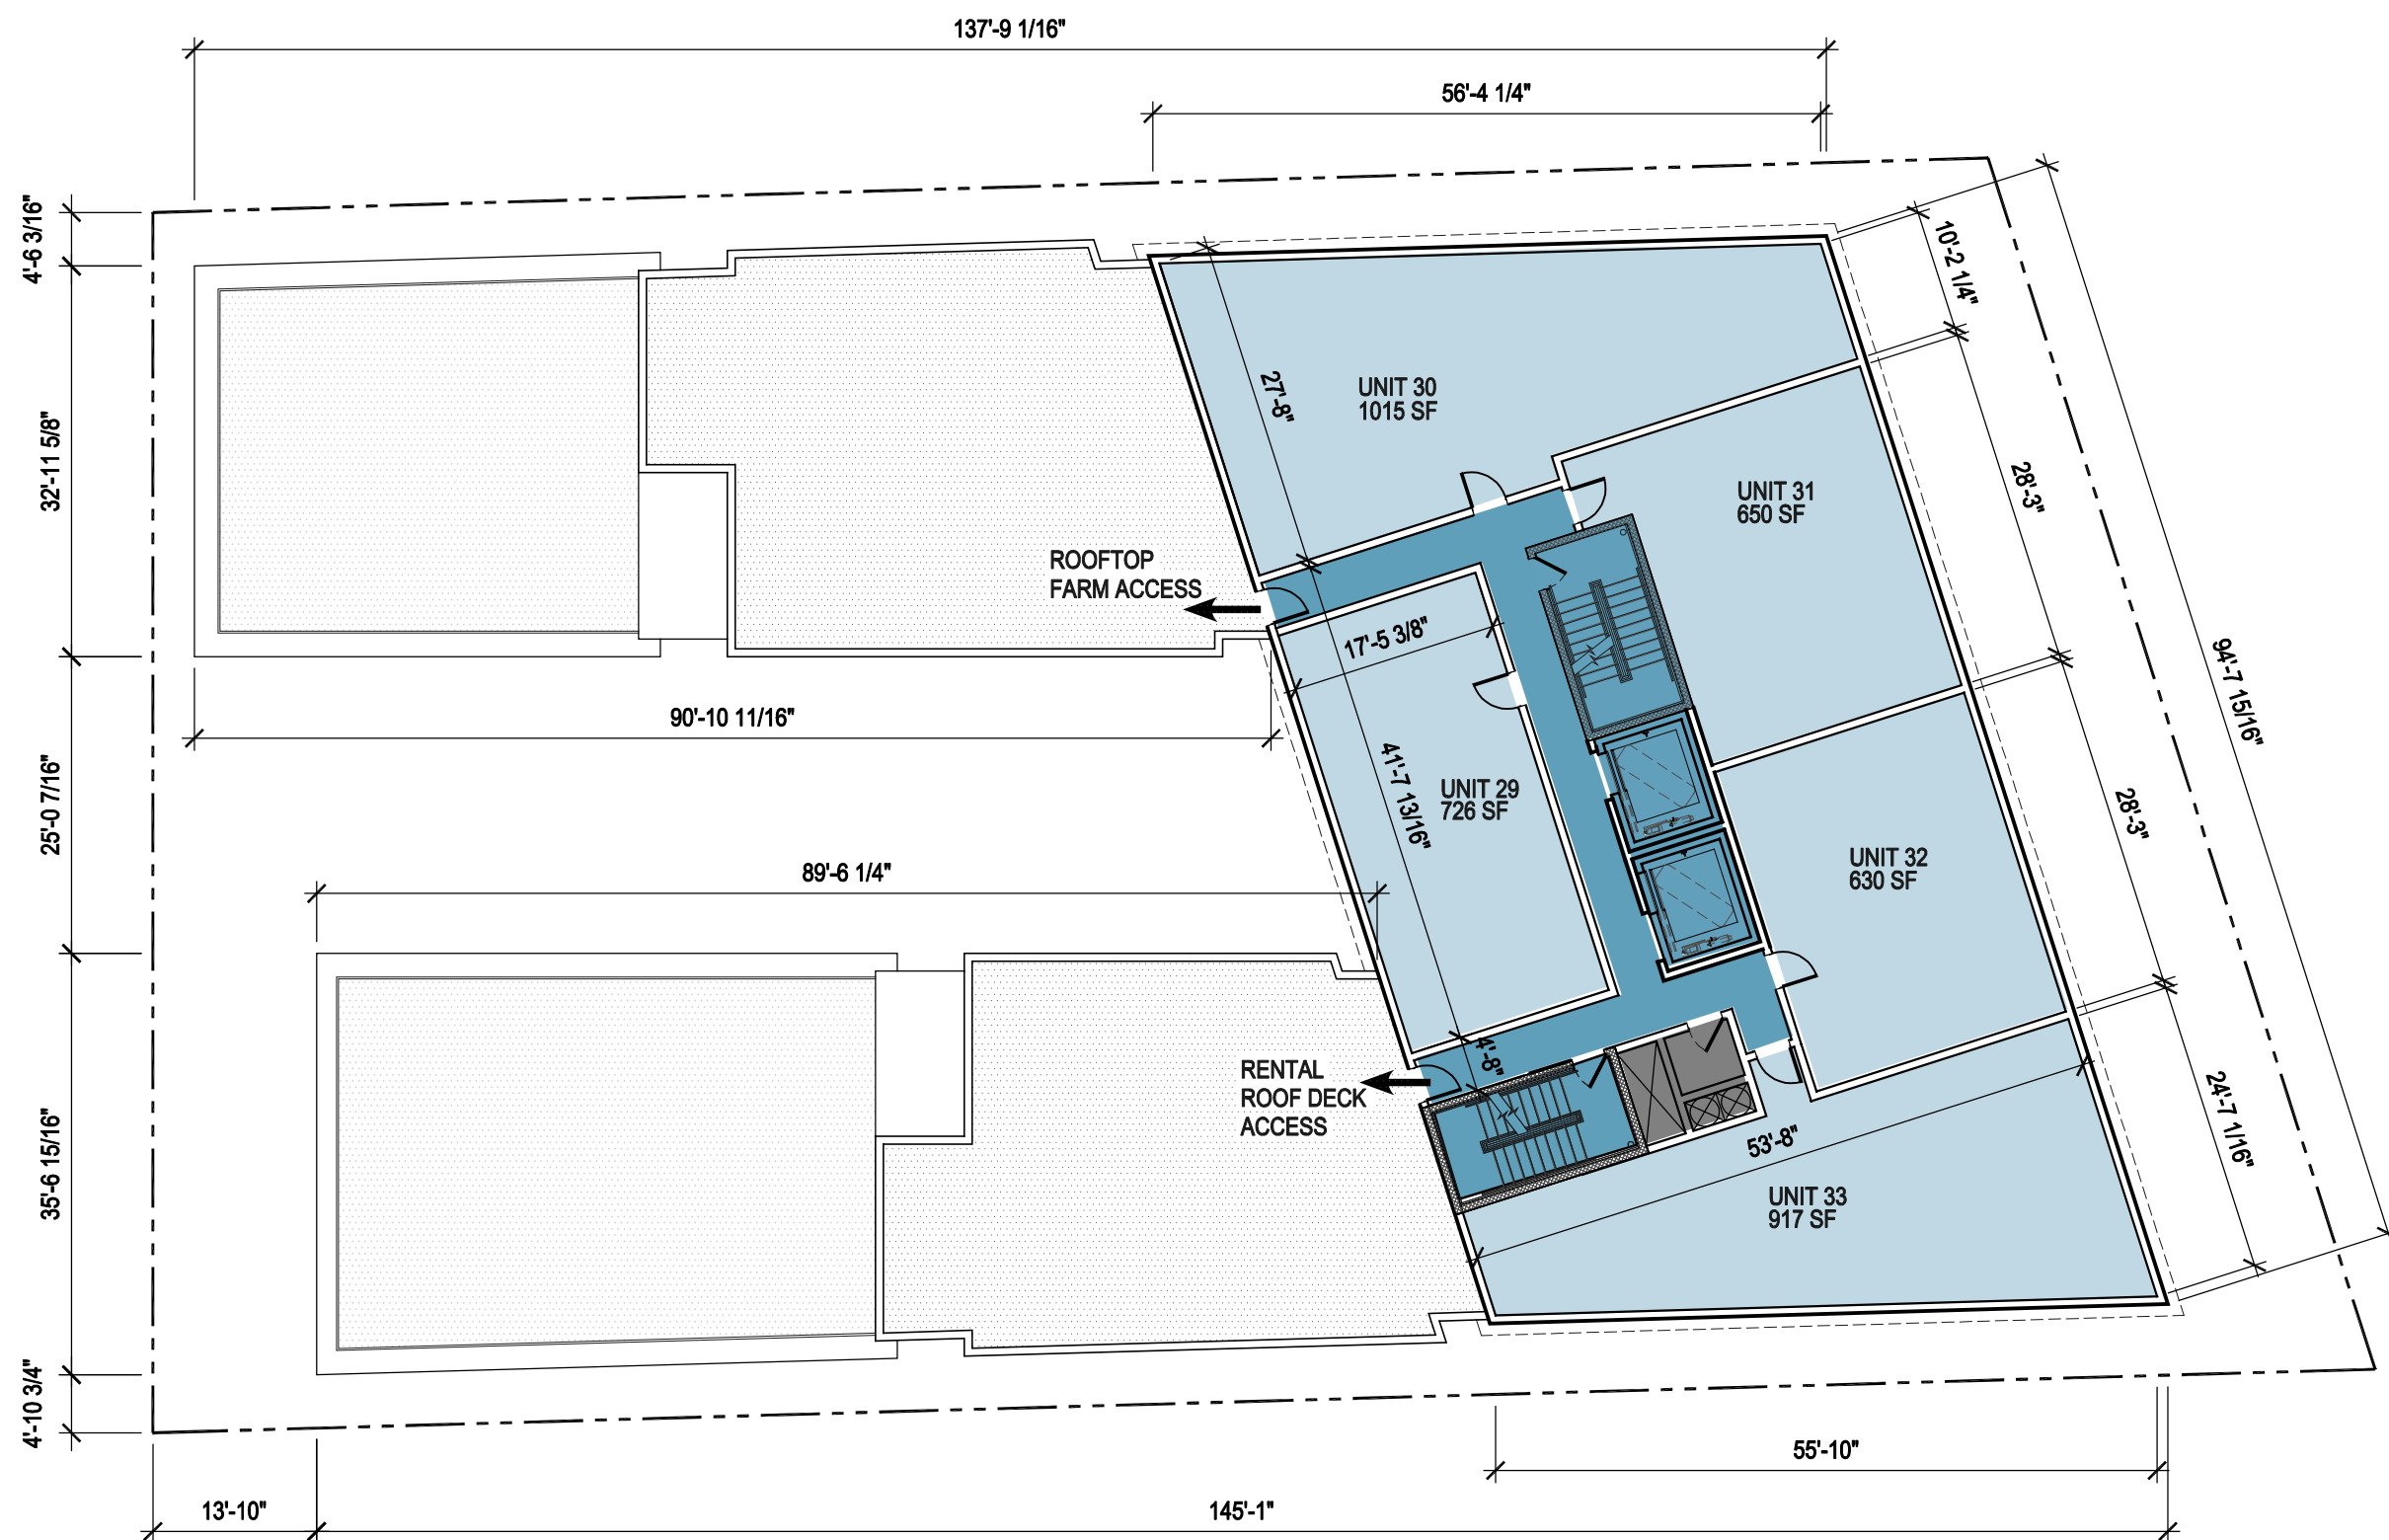 137'-9 1/16"
56'-4 1/4"
4'-6 3/16"
10'-2 1/4"
27'-8"
UNIT 30
1015 SF
32'-11 5/8"
UNIT 31
650 SF
28'-3"
ROOFTOP
FARM ACCESS
17'-5 3/8"
94'-7 15/16"
90'-10 11/16"
25'-0 7/16"
41'-7 13/16"
UNIT 29
726 SF
28'-3"
89'-6 1/4"
UNIT 32
630 SF
4'-8"
RENTAL
ROOF DECK
ACCESS
35'-6 15/16"
53'-8"
24'-7 1/16"
UNIT 33
917 SF
4'-10 3/4"
55'-10"
13'-10"
145'-1"